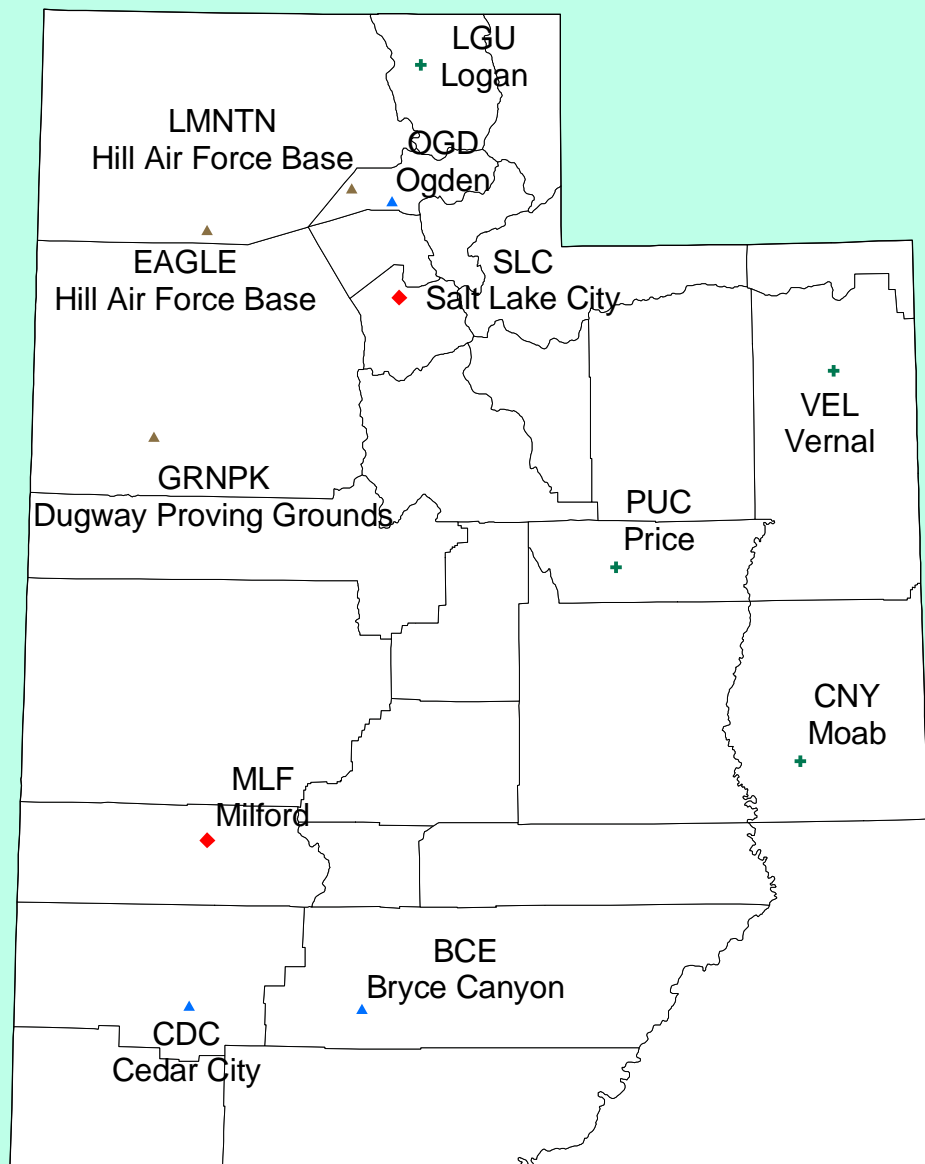 LGU
Logan
LMNTN
Hill Air Force Base
OGD
Ogden
EAGLE
Hill Air Force Base
SLC
Salt Lake City
VEL
Vernal
GRNPK
Dugway Proving Grounds
PUC
Price
CNY
Moab
MLF
Milford
BCE
Bryce Canyon
CDC
Cedar City